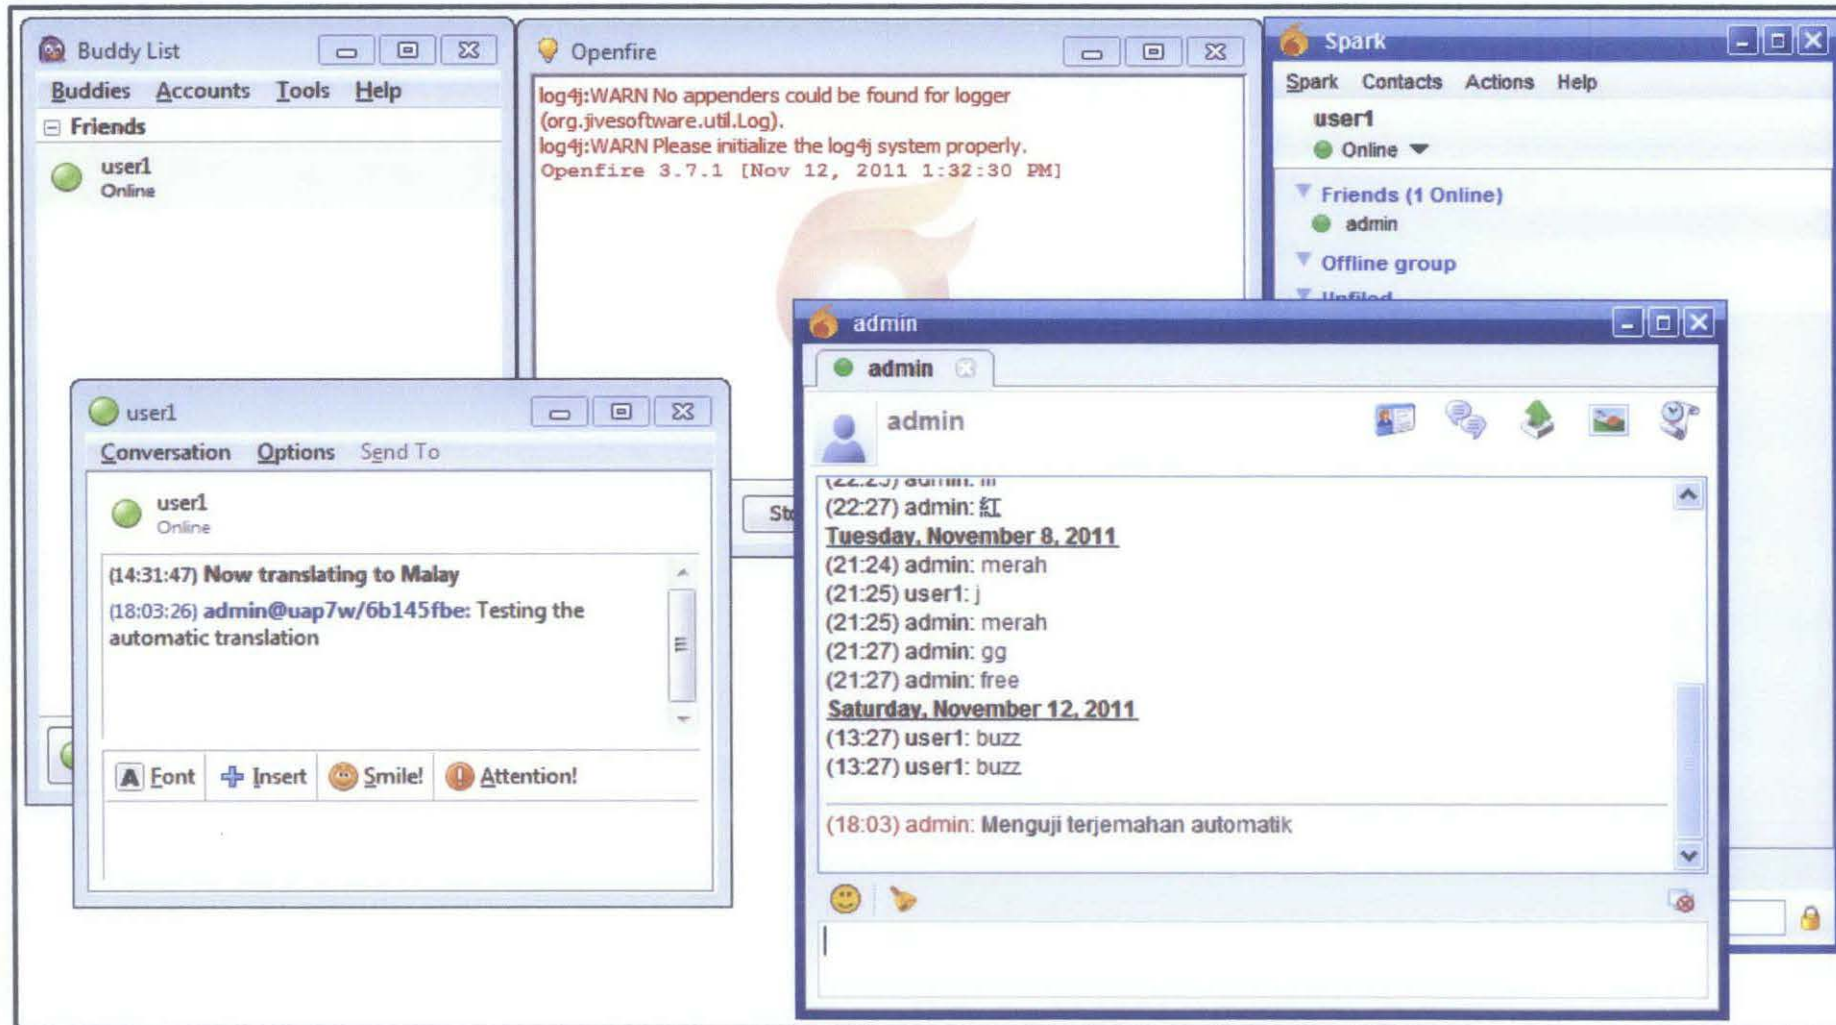 Buddy List
Buddies Accounts Tools Help
Friends
user1
Online
Openfire
log4j:WARN No appenders could be found for logger
(org.jivesoftware.util.Log).
log4j:WARN Please initialize the log4j system properly.
Openfire 3.7.1 [Nov 12, 2011 1:32:30 PM]
Spark
Spark Contacts Actions Help
user1
Online
Friends (1 Online)
admin
Offline group
Unfiled
user1
Conversation Options Send To
user1
Online
(14:31:47) Now translating to Malay
(18:03:26) admin@uap7w/6b145fbe: Testing the
automatic translation
Font Insert Smile! Attention!
admin
admin
admin
admin:
(22:27) admin: 紅
Tuesday, November 8, 2011
(21:24) admin: merah
(21:25) user1: j
(21:25) admin: merah
(21:27) admin: gg
(21:27) admin: free
Saturday, November 12, 2011
(13:27) user1: buzz
(13:27) user1: buzz
(18:03) admin: Menguji terjemahan automatik